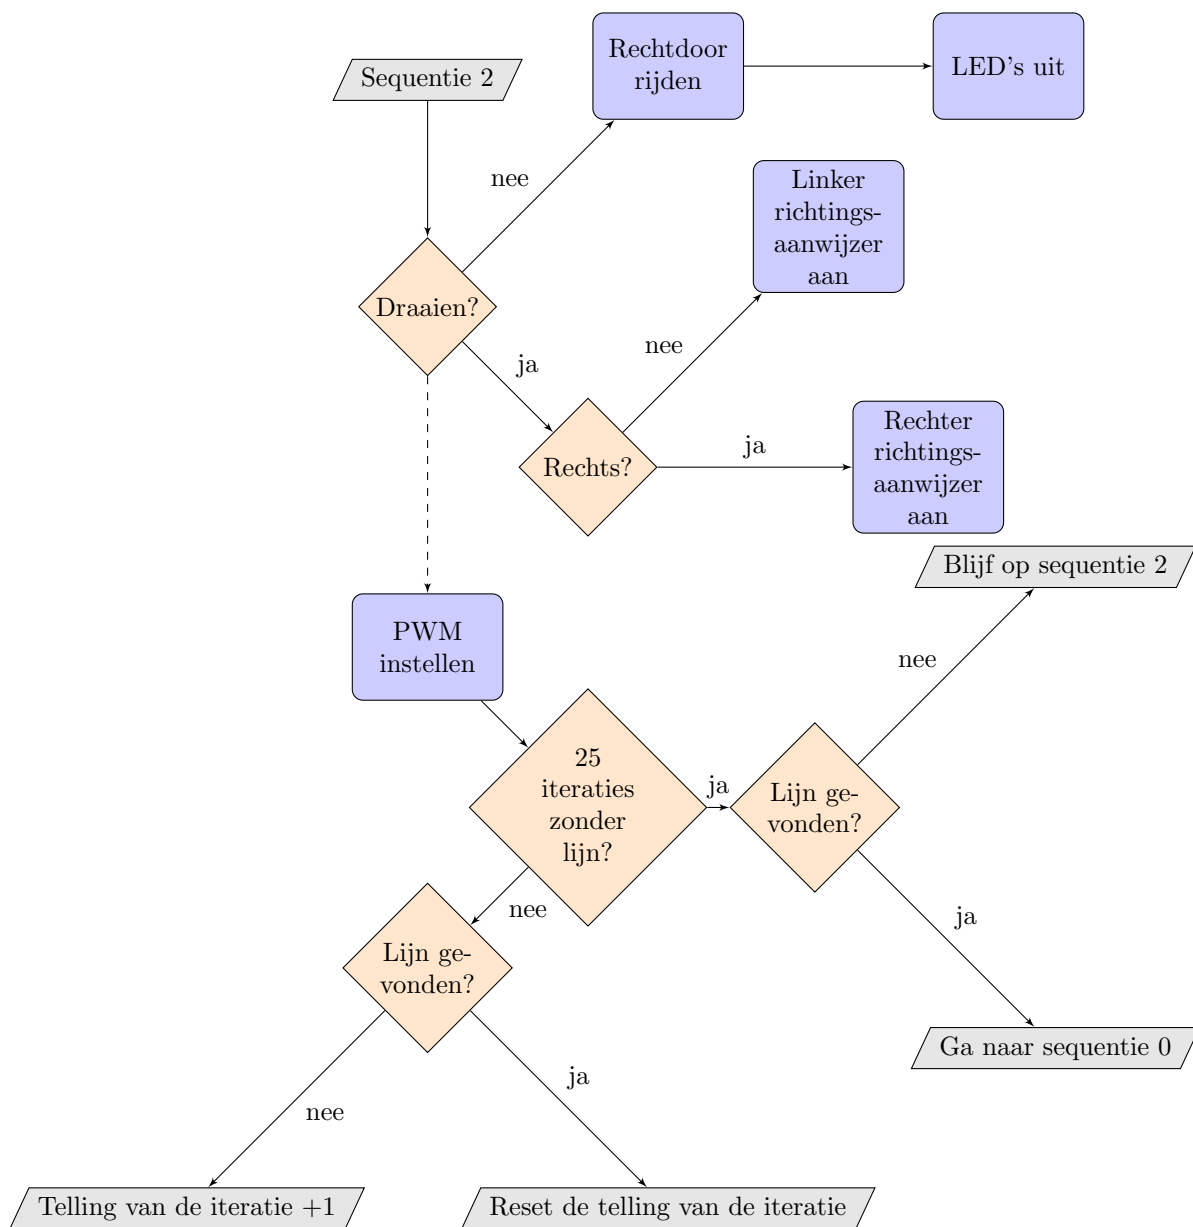 Sequentie 2
Rechtdoor
rijden
LED's uit
nee
Linker
richtings-
aanwijzer
aan
Draaien?
ja
nee
Rechts?
ja
Rechter
richtings-
aanwijzer
aan
Blijf op sequentie 2
PWM
instellen
nee
25
iteraties
zonder
lijn?
ja
Lijn ge-
vonden?
nee
Lijn ge-
vonden?
ja
Ga naar sequentie 0
nee
ja
Telling van de iteratie +1
Reset de telling van de iteratie